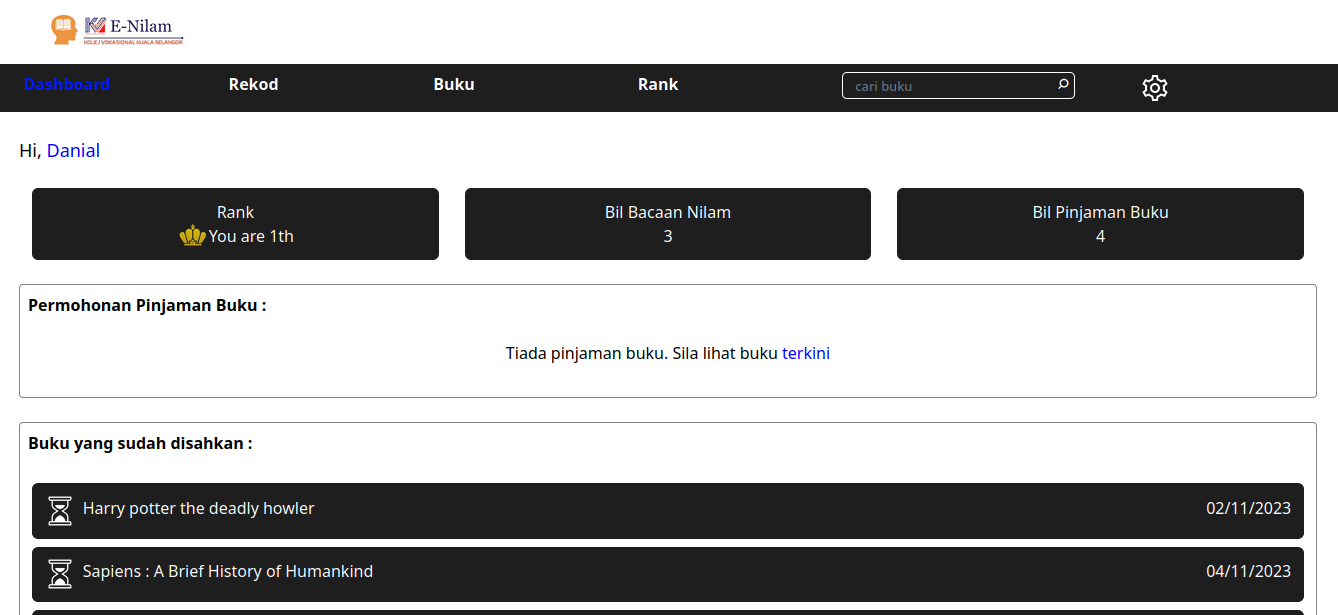 E-Nilam
KOLEJ VOKASIONAL KUALA SELANGOR
Dashboard Rekod Buku Rank cari buku
Hi, Danial
Rank Bil Bacaan Nilam Bil Pinjaman Buku
You are 1th 3 4
Permohonan Pinjaman Buku :
Tiada pinjaman buku. Sila lihat buku terkini
Buku yang sudah disahkan :
Harry potter the deadly howler 02/11/2023
Sapiens : A Brief History of Humankind 04/11/2023